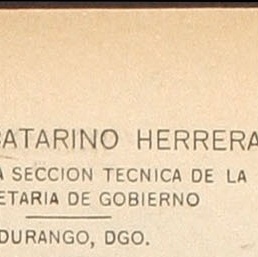 CATARINO HERRERA
A SECCION TECNICA DE LA
ETARIA DE GOBIERNO
DURANGO, DGO.